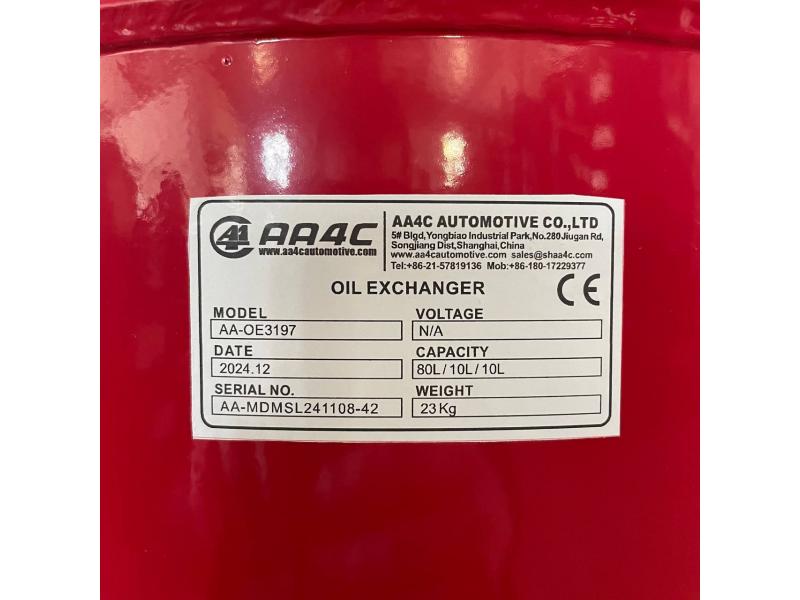 AA4C
www.aa4cautomotive.com
AA4C AUTOMOTIVE CO.,LTD
5# Blgd,Yongbiao Industrial Park,No.280Jiugan Rd,
Songjiang Dist,Shanghai,China
www.aa4cautomotive.com sales@shaa4c.com
Tel:+86-21-57819136 Mob:+86-180-17229377
OIL EXCHANGER
CE
MODEL
AA-OE3197
VOLTAGE
N/A
DATE
2024.12
CAPACITY
80L/10L/10L
SERIAL NO.
AA-MDMSL241108-42
WEIGHT
23Kg